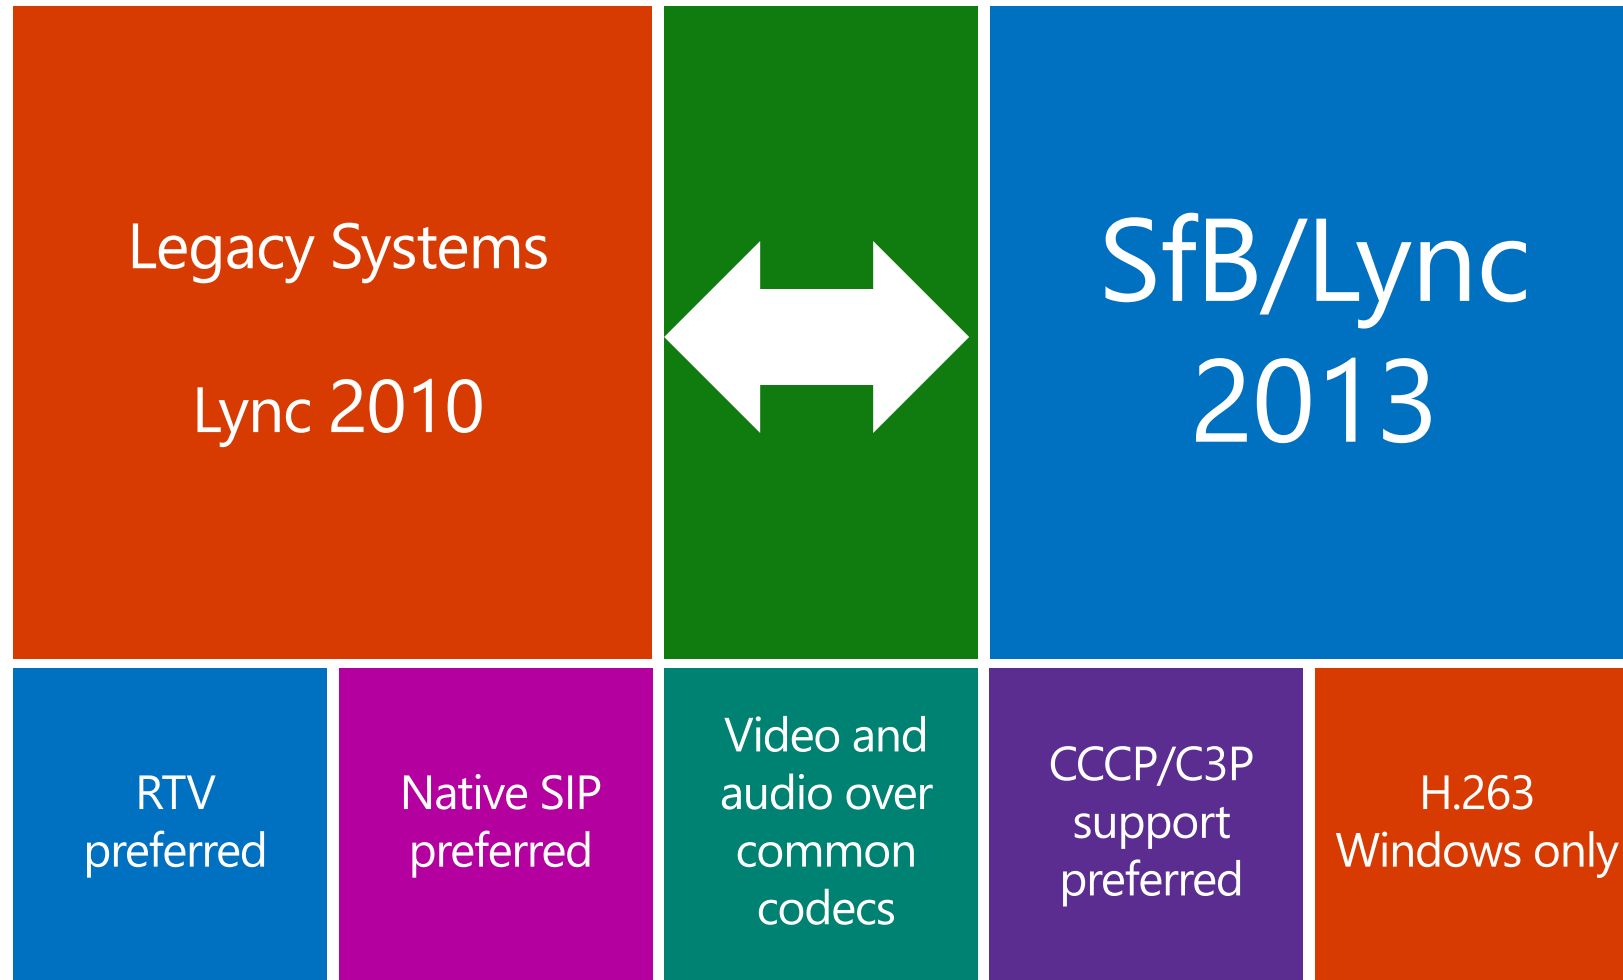 Legacy Systems
Lync 2010
SfB/Lync
2013
RTV
preferred
Native SIP
preferred
Video and
audio over
common
codecs
CCCP/C3P
support
preferred
H.263
Windows only